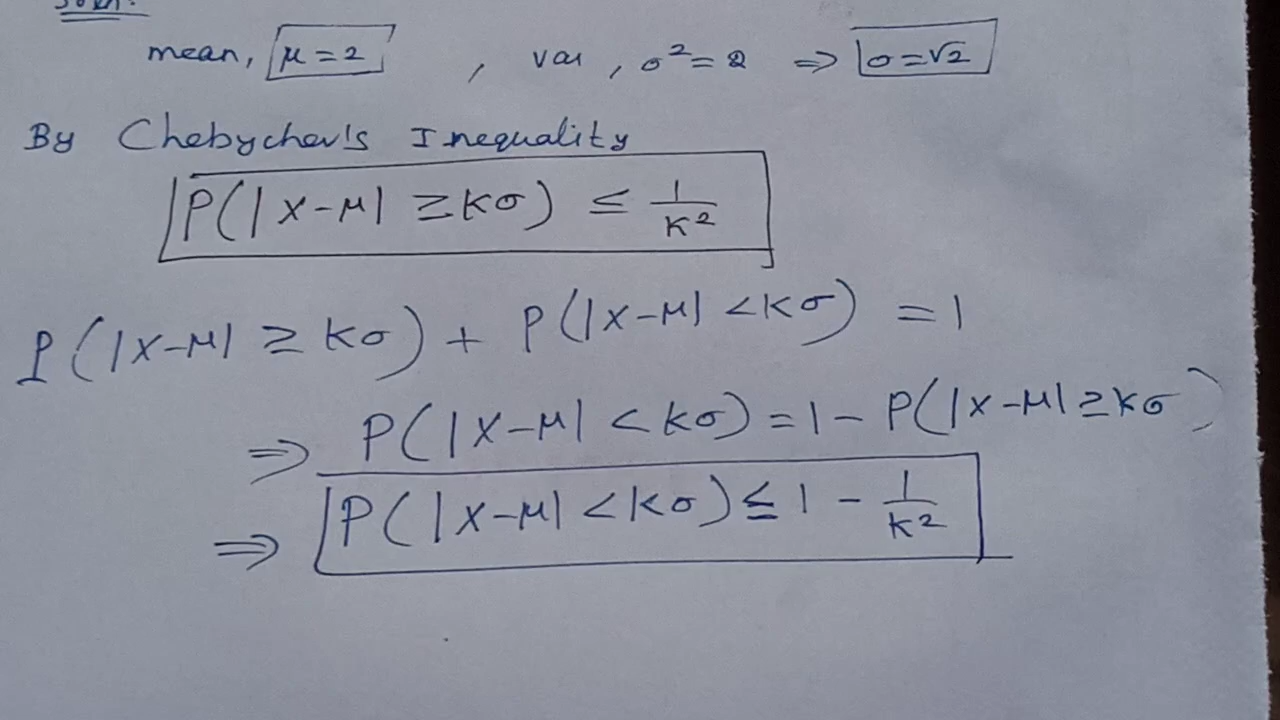 Soln:
mean, μ = 2 , var, σ² = 2 ⇒ σ = √2
By Chebychev's Inequality
P(|X-μ| ≥ kσ) ≤ 1/k²
P(|X-μ| ≥ kσ) + P(|X-μ| < kσ) = 1
⇒ P(|X-μ| < kσ) = 1 - P(|X-μ| ≥ kσ)
⇒ P(|X-μ| < kσ) ≤ 1 - 1/k²